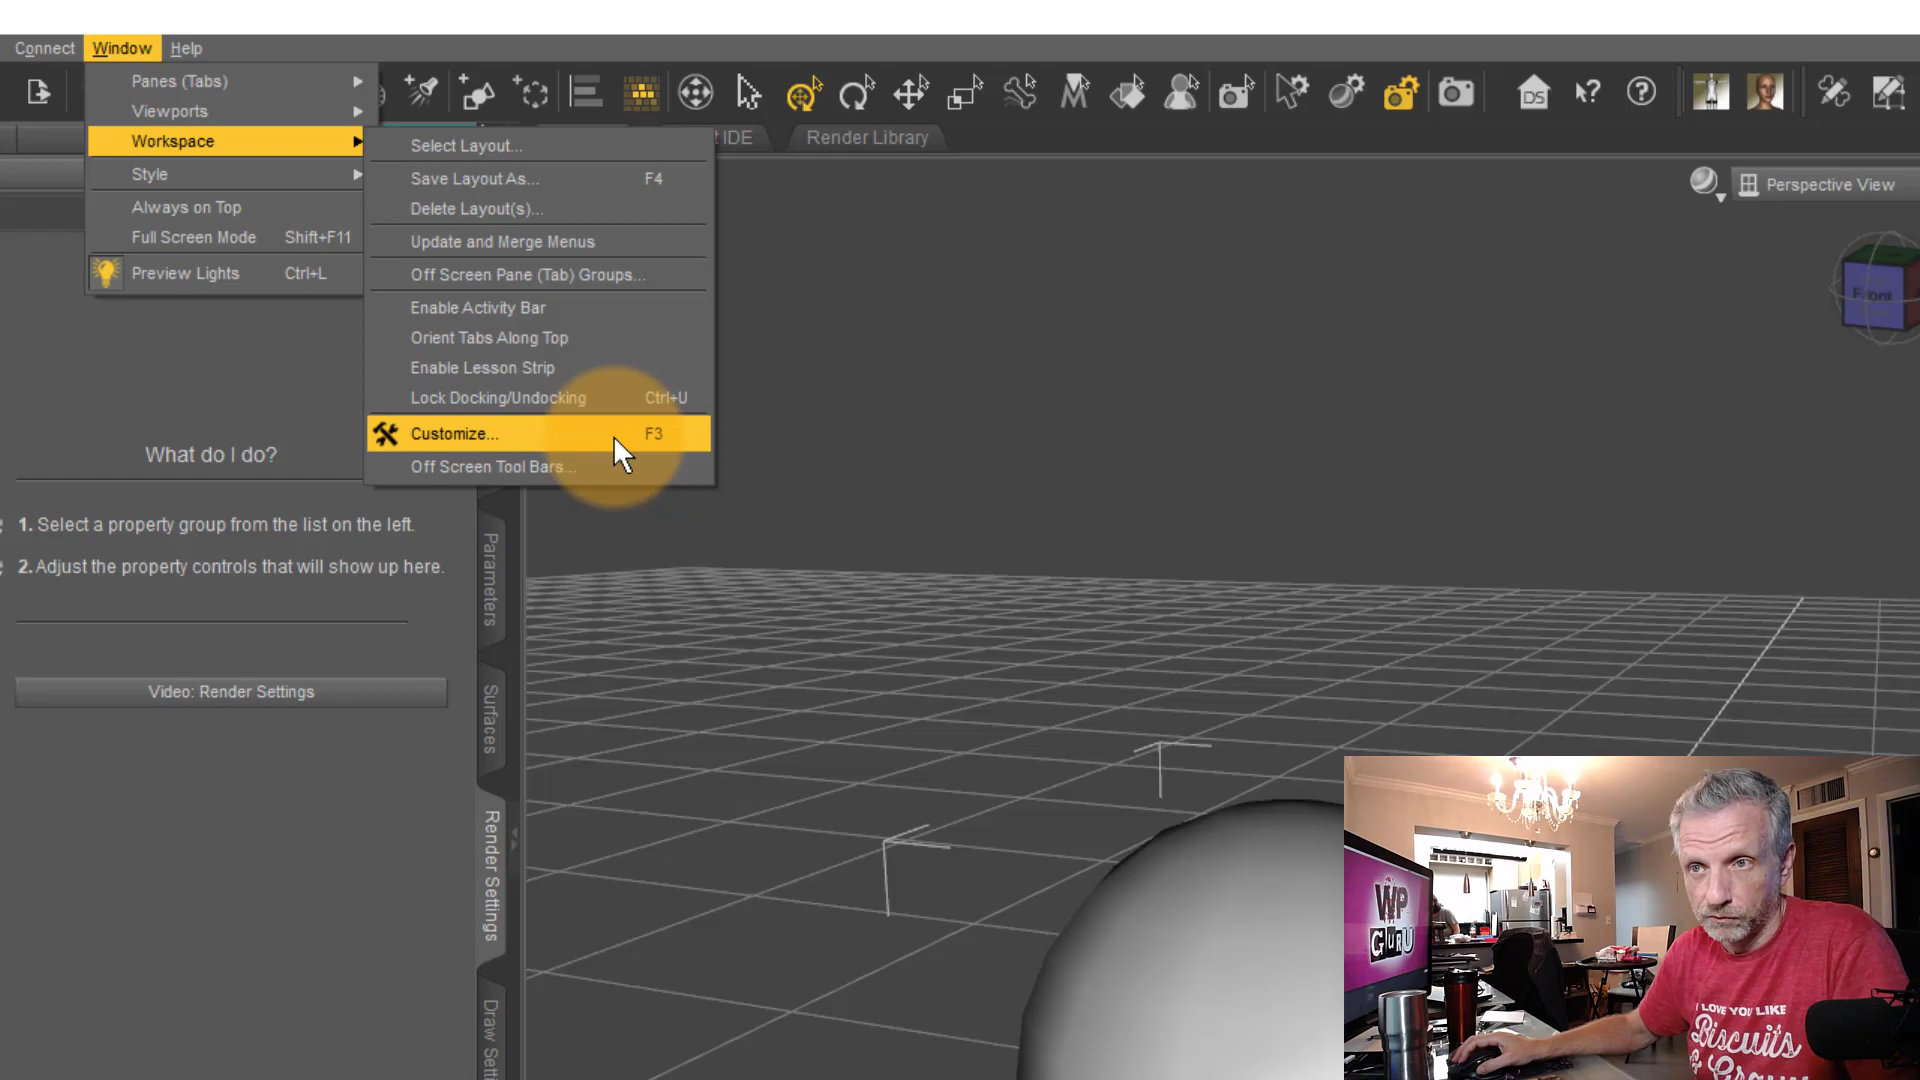 Connect Window Help
Panes (Tabs)
Viewports
Workspace
Style
Always on Top
Full Screen Mode Shift+F11
Preview Lights Ctrl+L
Select Layout...
Save Layout As... F4
Delete Layout(s)...
Update and Merge Menus
Off Screen Pane (Tab) Groups...
Enable Activity Bar
Orient Tabs Along Top
Enable Lesson Strip
Lock Docking/Undocking Ctrl+U
Customize... F3
Off Screen Tool Bars...
DS
IDE
Render Library
Perspective View
Front
What do I do?
1. Select a property group from the list on the left.
2. Adjust the property controls that will show up here.
Video: Render Settings
Parameters
Surfaces
Render Settings
Draw Set
WP
GURU
I LOVE YOU LIKE
Biscuits
&